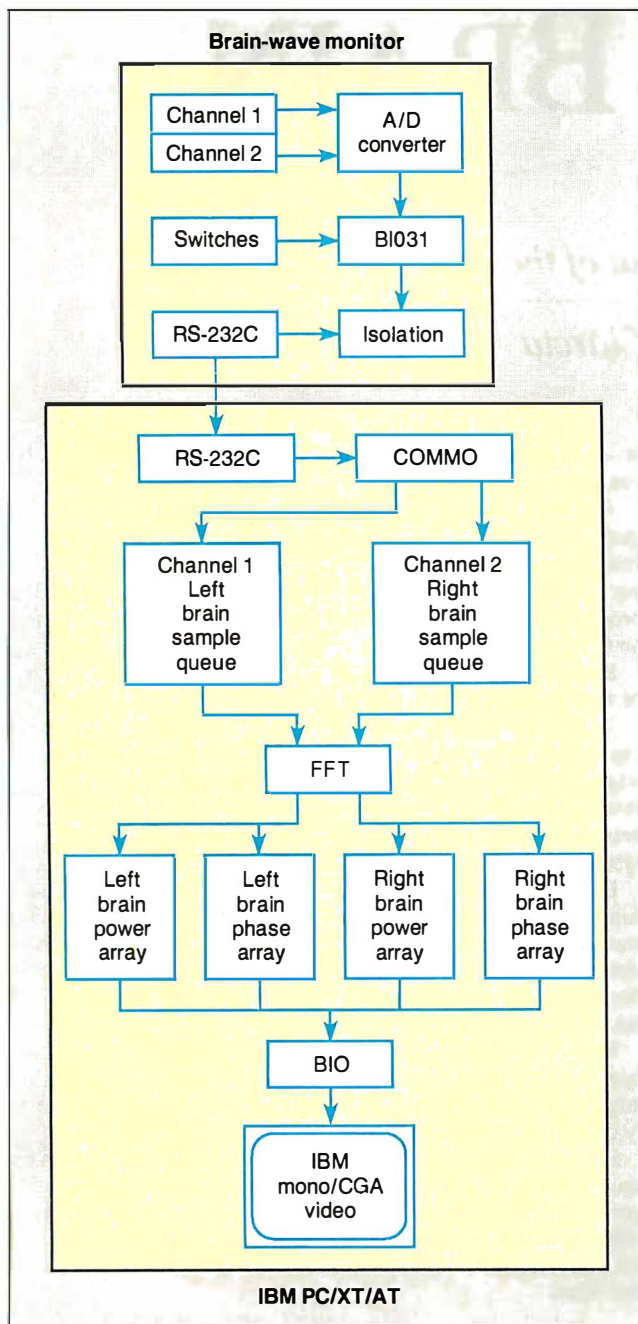 Brain-wave monitor
Channel 1
Channel 2
A/D
converter
Switches
BI031
RS-232C
Isolation
RS-232C
COMMO
Channel 1
Left
brain
sample
queue
Channel 2
Right
brain
sample
queue
FFT
Left
brain
power
array
Left
brain
phase
array
Right
brain
power
array
Right
brain
phase
array
BIO
IBM
mono/CGA
video
IBM PC/XT/AT